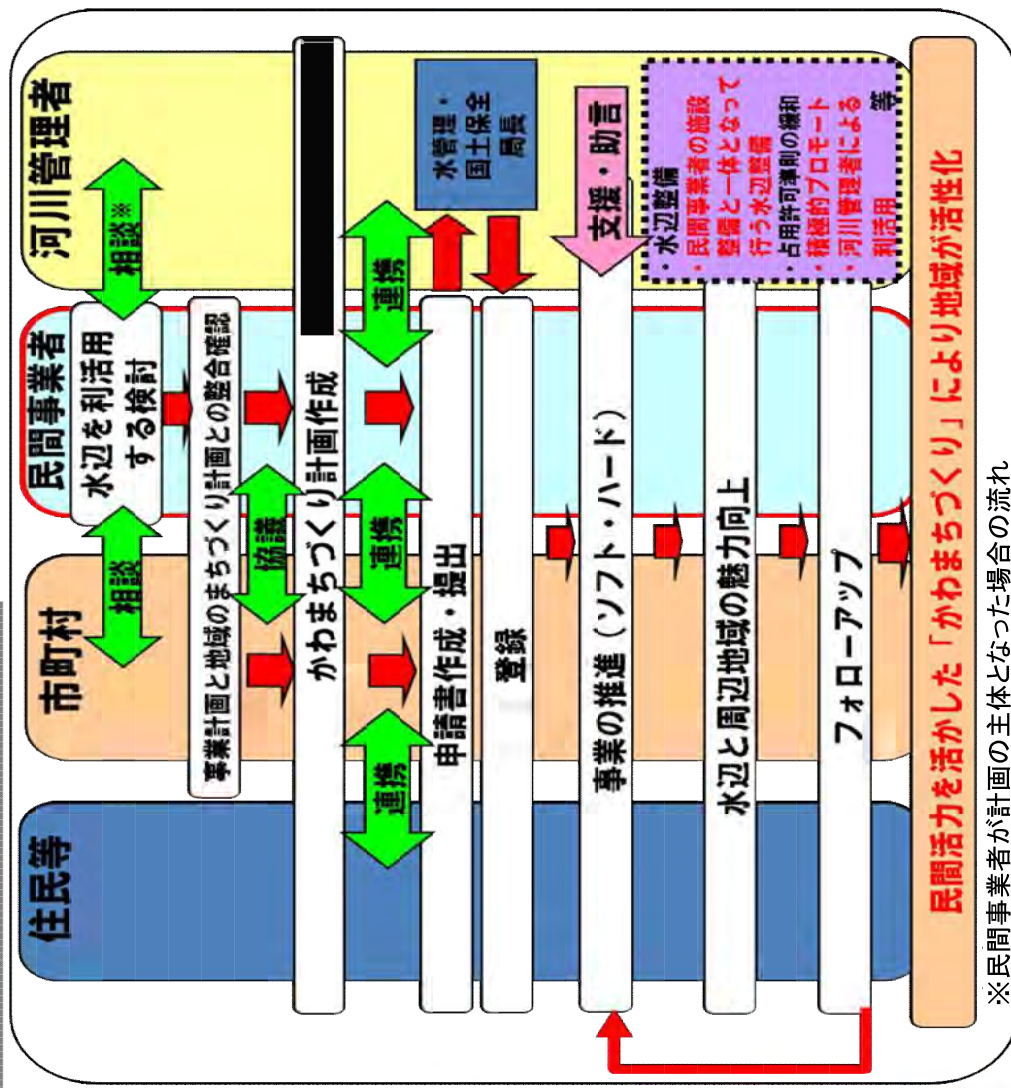 住民等
市町村
民間事業者
河川管理者
相談
水辺を利活用
する検討
相談※
事業計画と地域のまちづくり計画との整合確認
協議
かわまちづくり計画作成
連携
連携
連携
申請書作成・提出
登録
水管理・
国土保全
局長
事業の推進(ソフト・ハード)
支援・助言
・水辺整備
・民間事業者の施設
整備と一体となって
行う水辺整備
・占用許可準則の緩和
・積極的プロモート
・河川管理者による
利活用
等
水辺と周辺地域の魅力向上
フォローアップ
民間活力を活かした「かわまちづくり」により地域が活性化
※民間事業者が計画の主体となった場合の流れ